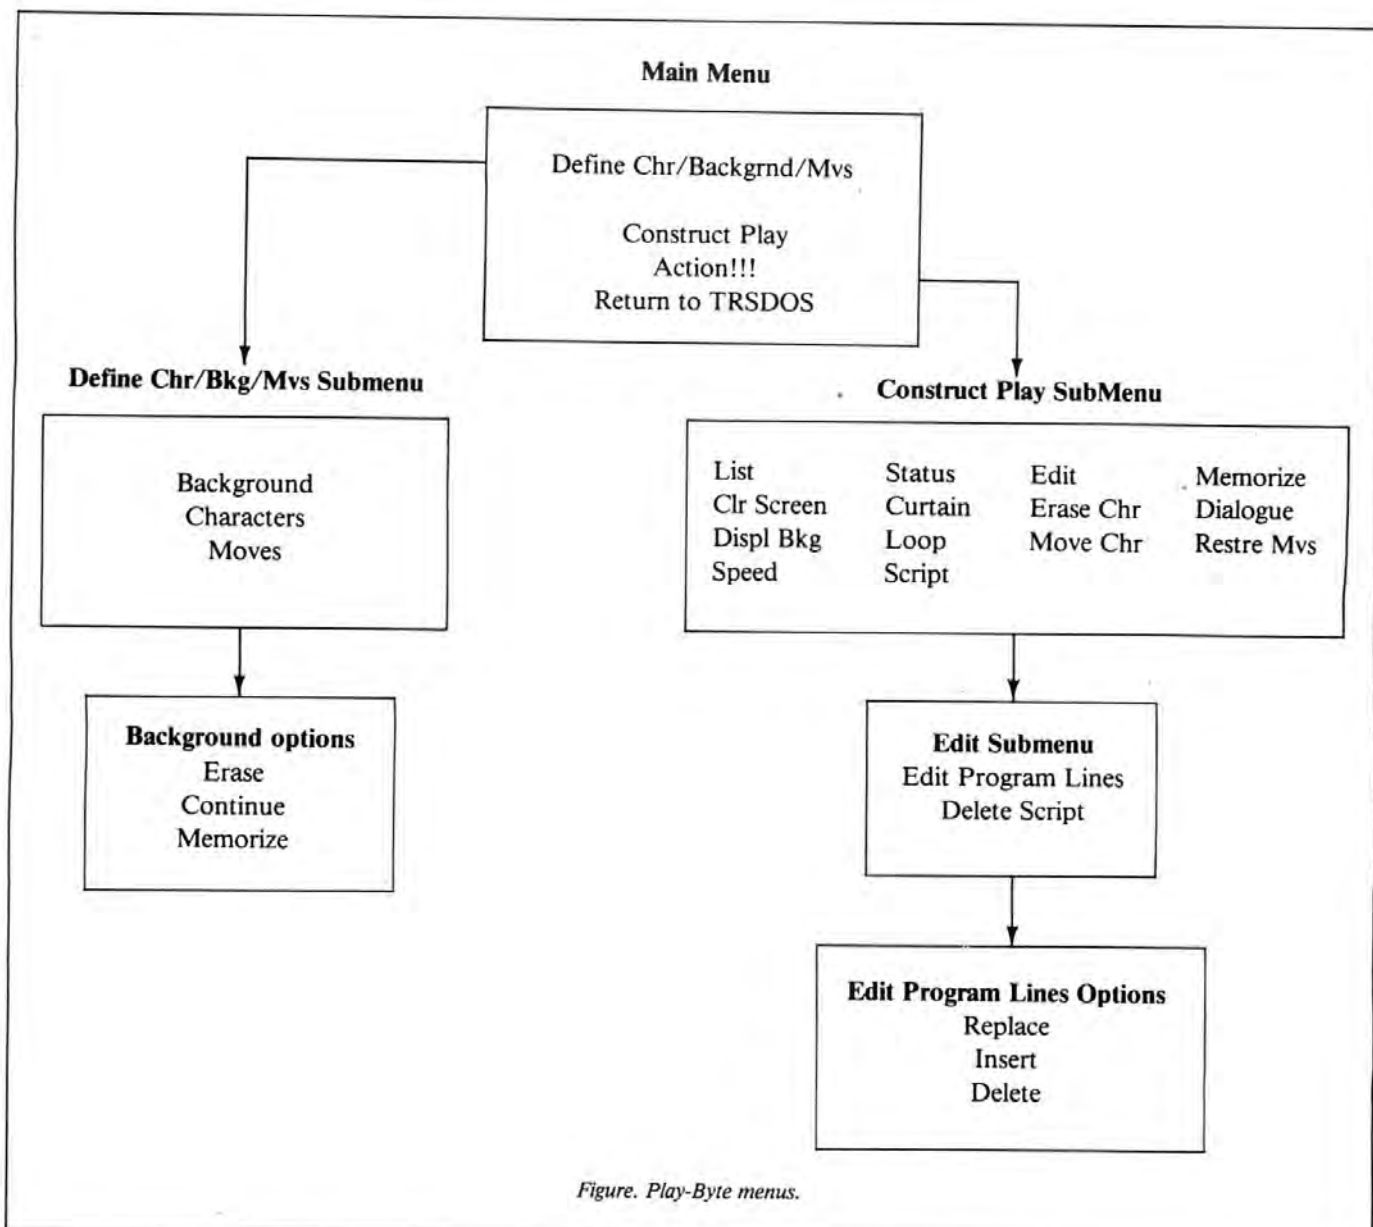 Main Menu
Define Chr/Backgrnd/Mvs
Construct Play
Action!!!
Return to TRSDOS
Define Chr/Bkg/Mvs Submenu
Background
Characters
Moves
Background options
Erase
Continue
Memorize
Construct Play SubMenu
List Status Edit Memorize
Clr Screen Curtain Erase Chr Dialogue
Displ Bkg Loop Move Chr Restre Mvs
Speed Script
Edit Submenu
Edit Program Lines
Delete Script
Edit Program Lines Options
Replace
Insert
Delete
Figure. Play-Byte menus.